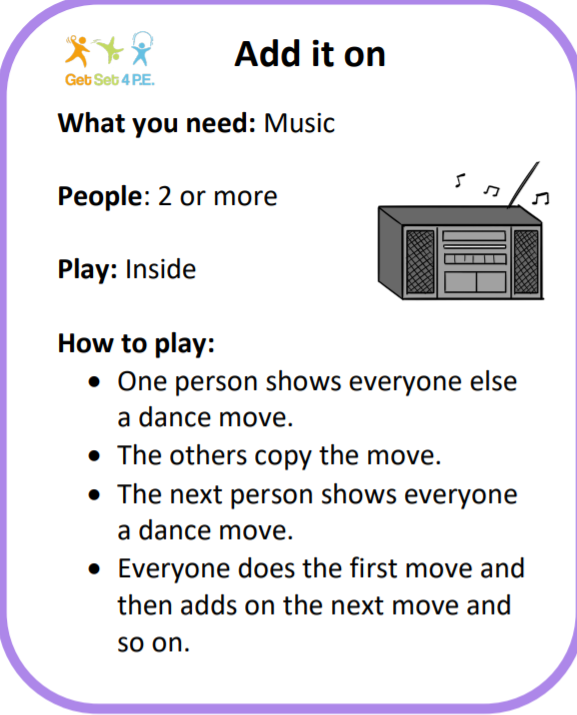 Get Set 4 P.E.
Add it on
What you need: Music
People: 2 or more
Play: Inside
How to play:
• One person shows everyone else
a dance move.
• The others copy the move.
• The next person shows everyone
a dance move.
• Everyone does the first move and
then adds on the next move and
so on.